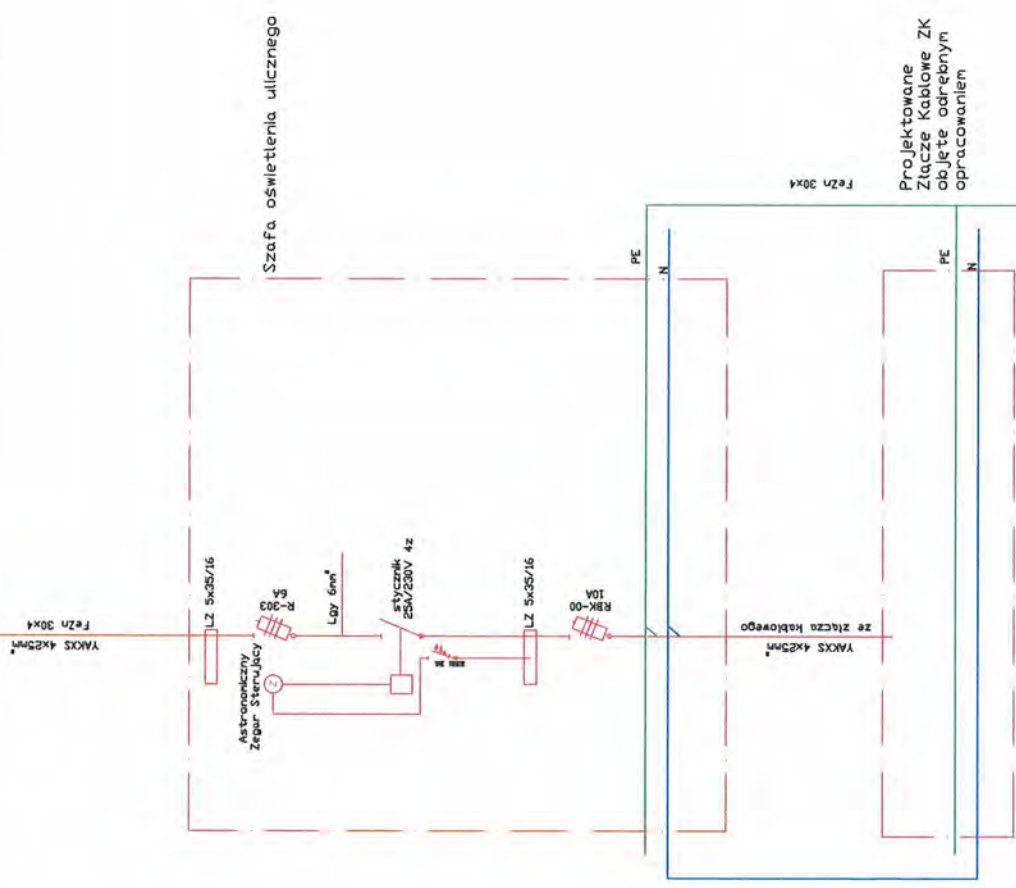 Szafa oświetlenia ulicznego
Projektowane
Złącze Kablowe ZK
objęte odrębnym
opracowaniem
FeZn 30x4
YAKXS 4x25mm²
LZ 5x35/16
R-303
6A
Lgy 6mm²
Astronomiczny
Zegar Sterujący
Z
stycznik
25A/230V 4z
LZ 5x35/16
RBK-00
10A
PE
N
FeZn 30x4
YAKXS 4x25mm²
ze złącza kablowego
PE
N